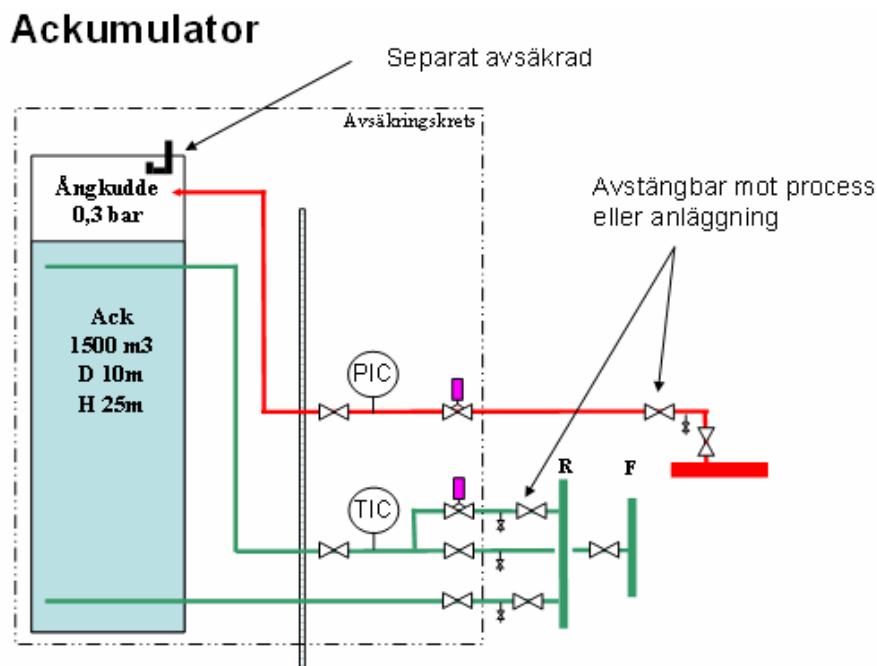 Ackumulator
Separat avsäkrad
Avsäkringskrets
Ångkudde
0,3 bar
Avstängbar mot process
eller anläggning
Ack
1500 m3
D 10m
H 25m
PIC
R
F
TIC